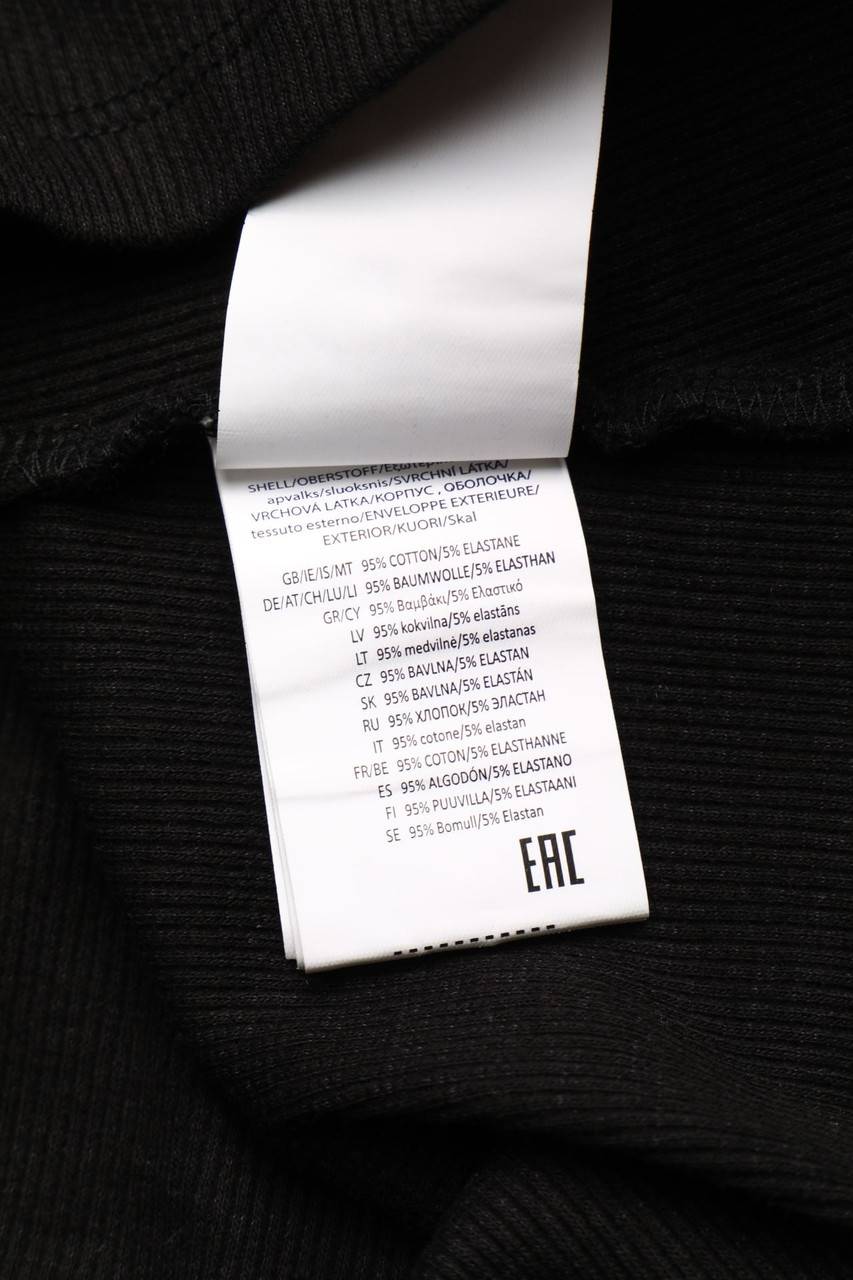 SHELL/OBERSTOFF/Εξωτερι
apvalks/sluoksnis/SVRCHNÍ LÁTKA/
VRCHOVÁ LÁTKA/КОРПУС , ОБОЛОЧКА/
tessuto esterno/ENVELOPPE EXTERIEURE/
EXTERIOR/KUORI/Skal
GB/IE/IS/MT 95% COTTON/5% ELASTANE
DE/AT/CH/LU/LI 95% BAUMWOLLE/5% ELASTHAN
GR/CY 95% Βαμβάκι/5% Ελαστικό
LV 95% kokvilna/5% elastāns
LT 95% medvilnė/5% elastanas
CZ 95% BAVLNA/5% ELASTAN
SK 95% BAVLNA/5% ELASTÁN
RU 95% ХЛОПОК/5% ЭЛАСТАН
IT 95% cotone/5% elastan
FR/BE 95% COTON/5% ELASTHANNE
ES 95% ALGODÓN/5% ELASTANO
FI 95% PUUVILLA/5% ELASTAANI
SE 95% Bomull/5% Elastan
EAC